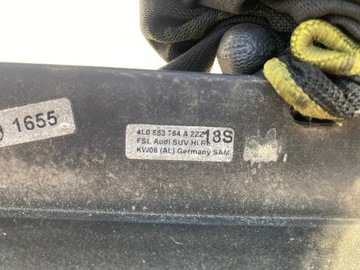 1655
4L0 853 764 A 2ZZ 18S
FSL Audi SUV HI RE
KW06 (AL) Germany SAM